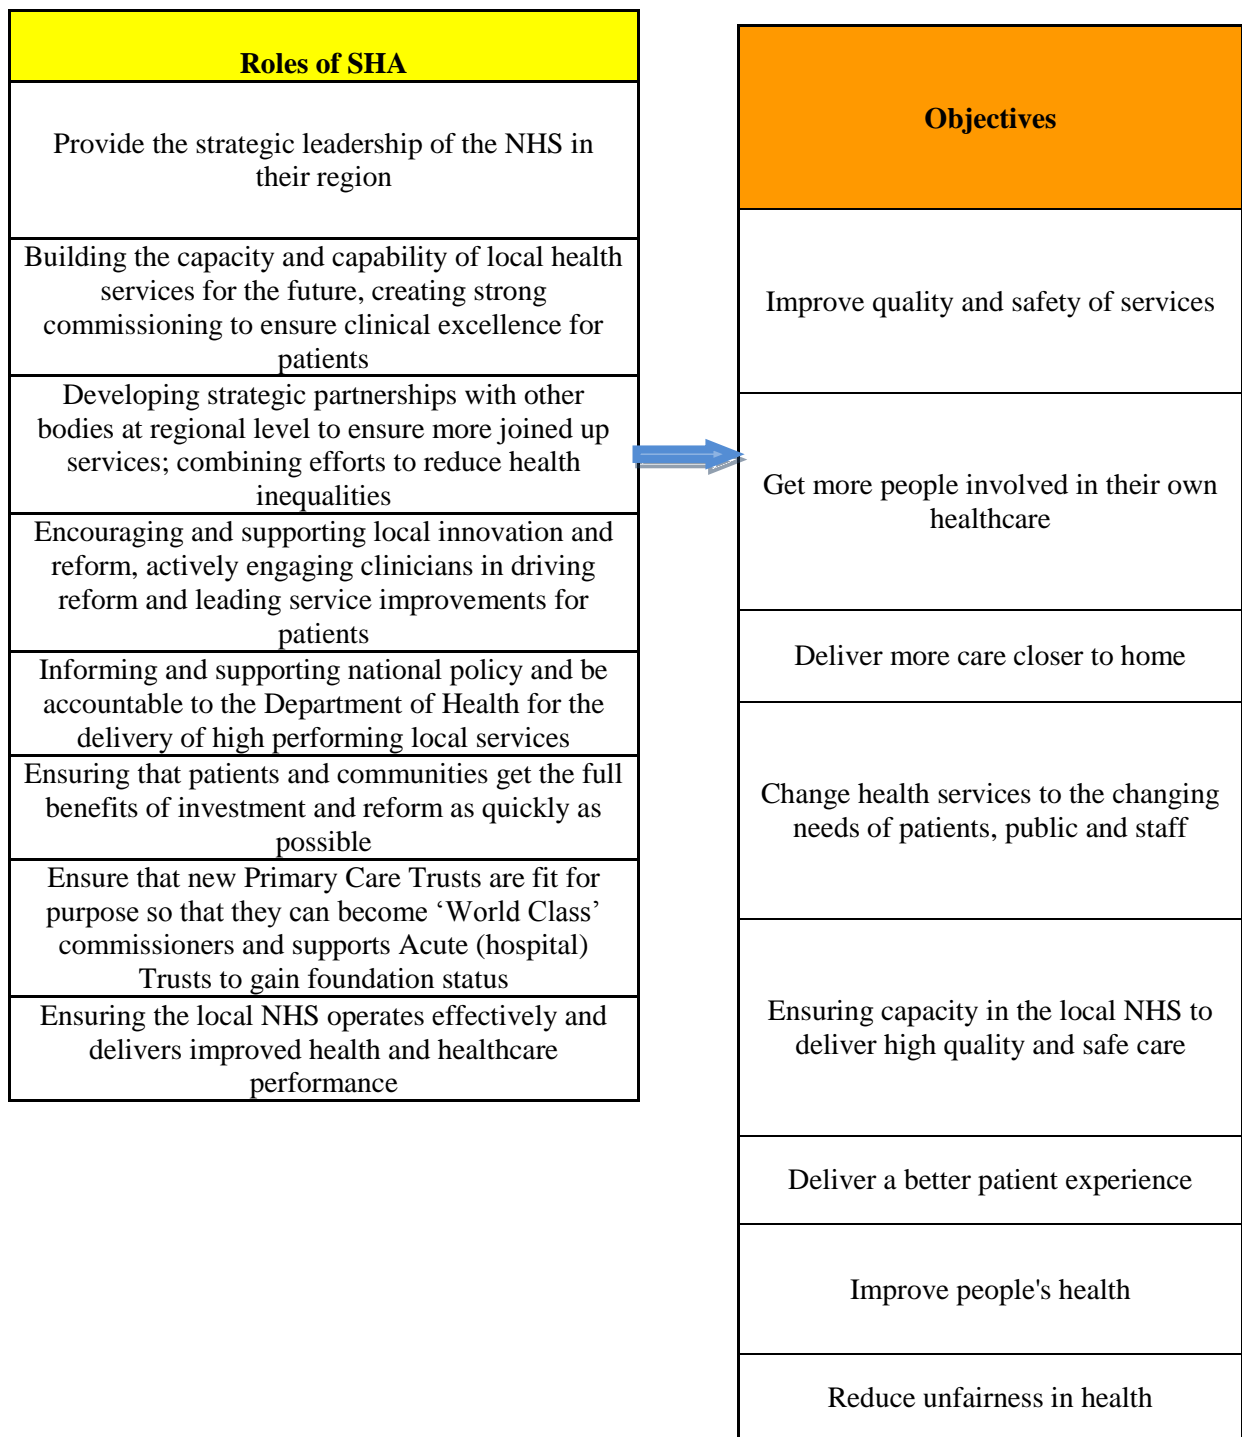 Roles of SHA
Provide the strategic leadership of the NHS in
their region
Building the capacity and capability of local health
services for the future, creating strong
commissioning to ensure clinical excellence for
patients
Developing strategic partnerships with other
bodies at regional level to ensure more joined up
services; combining efforts to reduce health
inequalities
Encouraging and supporting local innovation and
reform, actively engaging clinicians in driving
reform and leading service improvements for
patients
Informing and supporting national policy and be
accountable to the Department of Health for the
delivery of high performing local services
Ensuring that patients and communities get the full
benefits of investment and reform as quickly as
possible
Ensure that new Primary Care Trusts are fit for
purpose so that they can become ‘World Class’
commissioners and supports Acute (hospital)
Trusts to gain foundation status
Ensuring the local NHS operates effectively and
delivers improved health and healthcare
performance
Objectives
Improve quality and safety of services
Get more people involved in their own
healthcare
Deliver more care closer to home
Change health services to the changing
needs of patients, public and staff
Ensuring capacity in the local NHS to
deliver high quality and safe care
Deliver a better patient experience
Improve people's health
Reduce unfairness in health